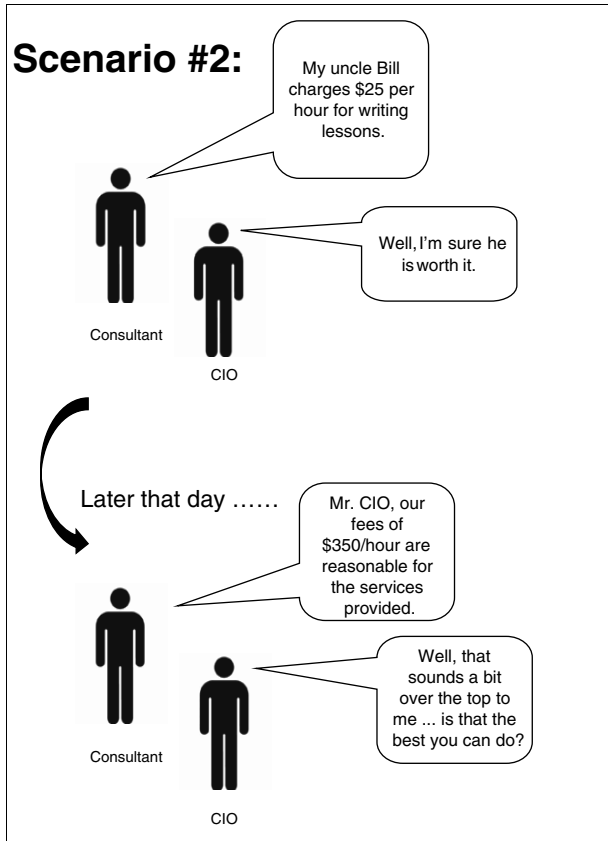 Scenario #2:
My uncle Bill
charges $25 per
hour for writing
lessons.
Well, I'm sure he
is worth it.
Consultant
CIO
Later that day ......
Mr. CIO, our
fees of
$350/hour are
reasonable for
the services
provided.
Well, that
sounds a bit
over the top to
me ... is that the
best you can do?
Consultant
CIO